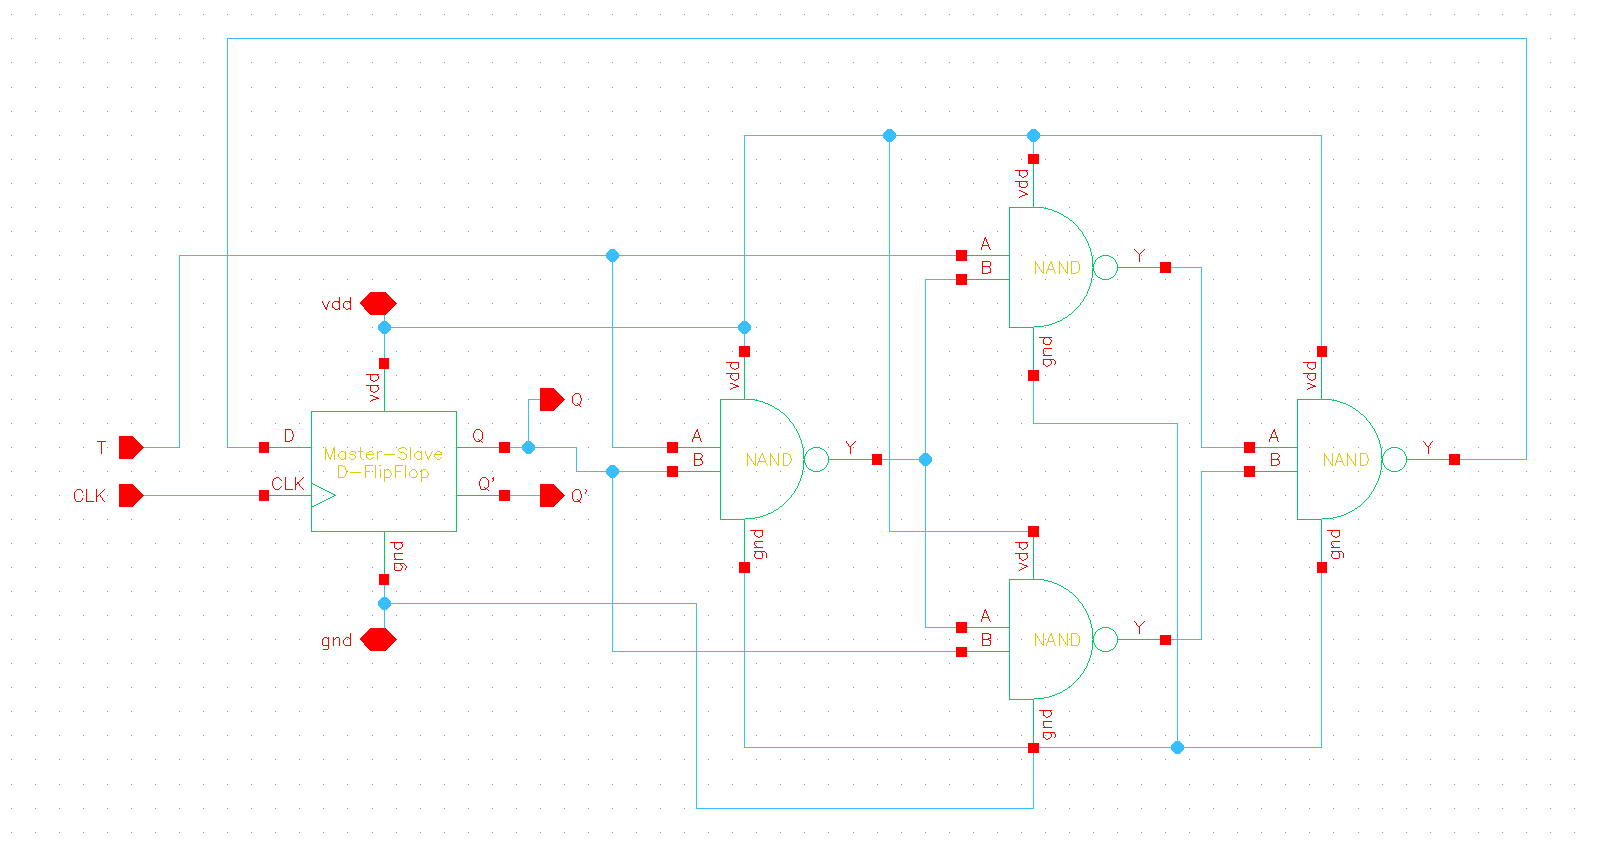 vdd
A
B
NAND
Y
gnd
vdd
vdd
Q
T
D
Q
Master-Slave
D-FlipFlop
CLK
CLK
Q'
Q'
gnd
gnd
vdd
A
B
NAND
Y
gnd
vdd
A
B
NAND
Y
gnd
vdd
A
B
NAND
Y
gnd